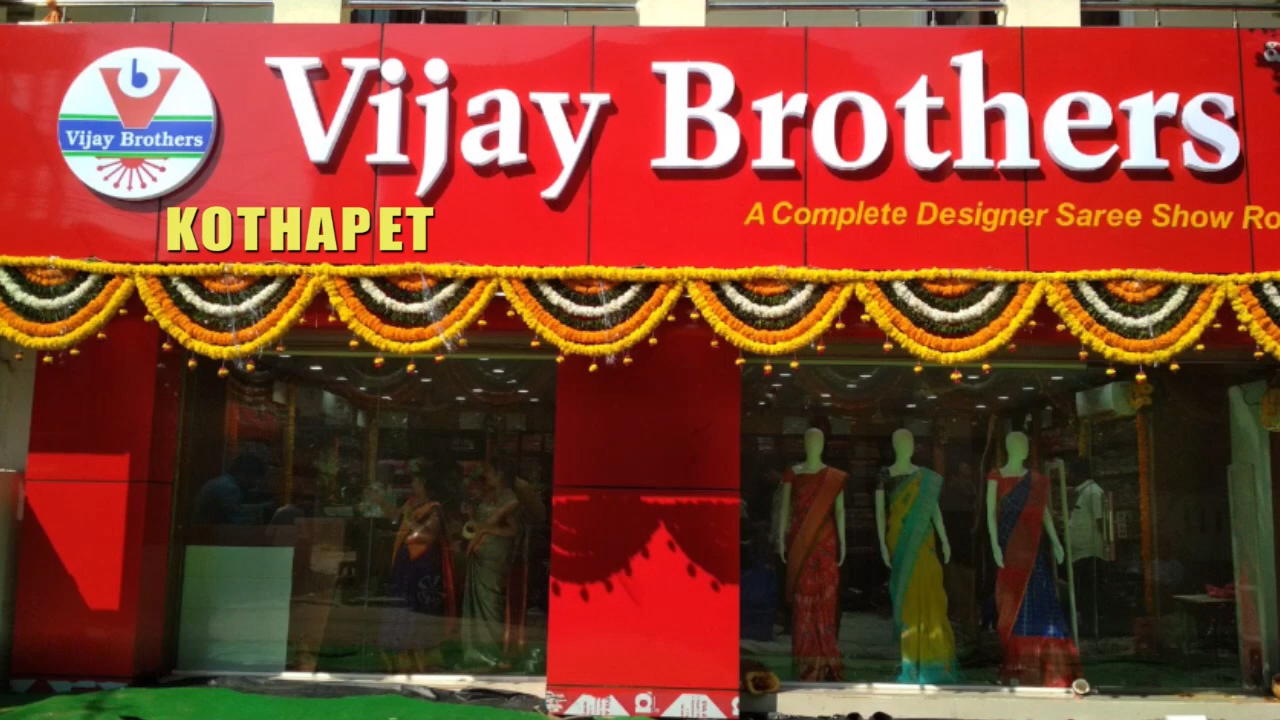 b
Vijay Brothers
Vijay Brothers
KOTHAPET
A Complete Designer Saree Show Ro